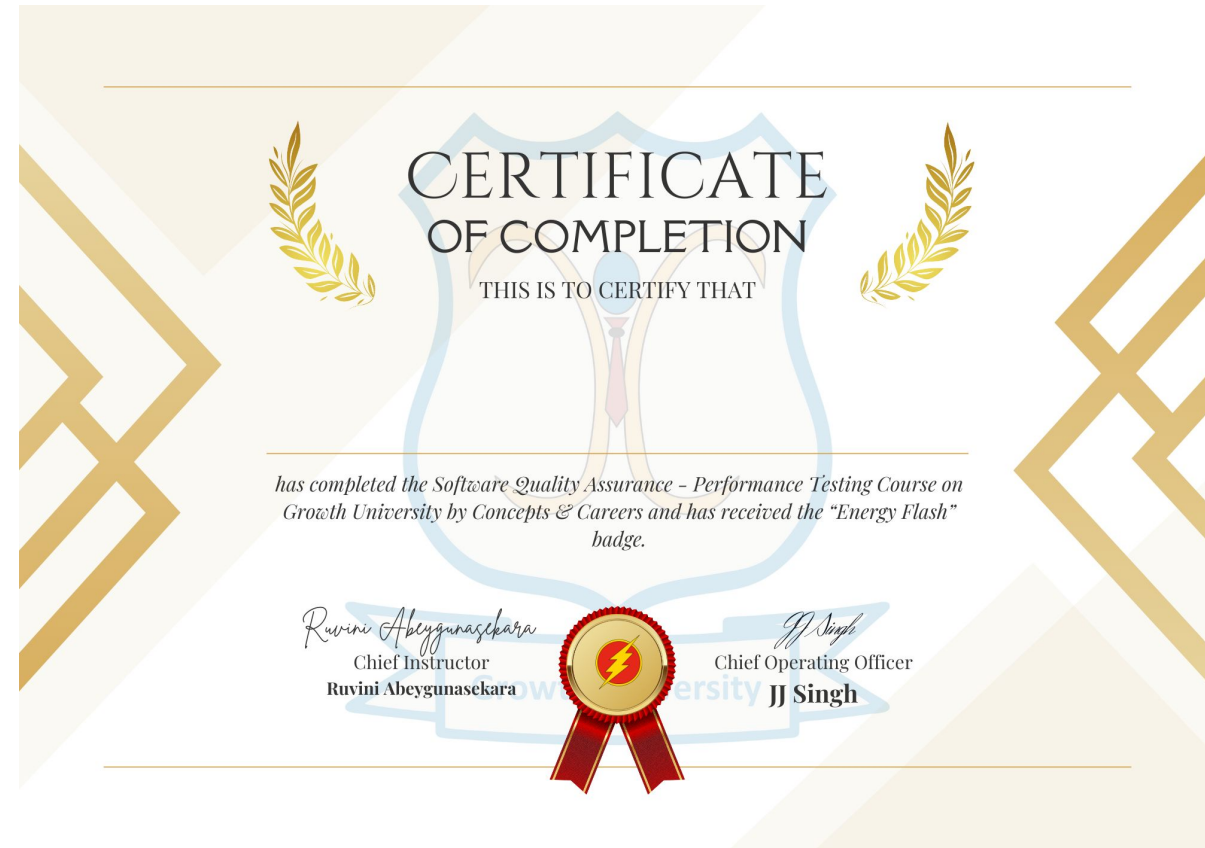 CERTIFICATE
OF COMPLETION
THIS IS TO CERTIFY THAT
has completed the Software Quality Assurance - Performance Testing Course on
Growth University by Concepts & Careers and has received the “Energy Flash”
badge.
Ruvini Abeygunasekara
Chief Instructor
Ruvini Abeygunasekara
JJ Singh
Chief Operating Officer
JJ Singh
Grow ersity